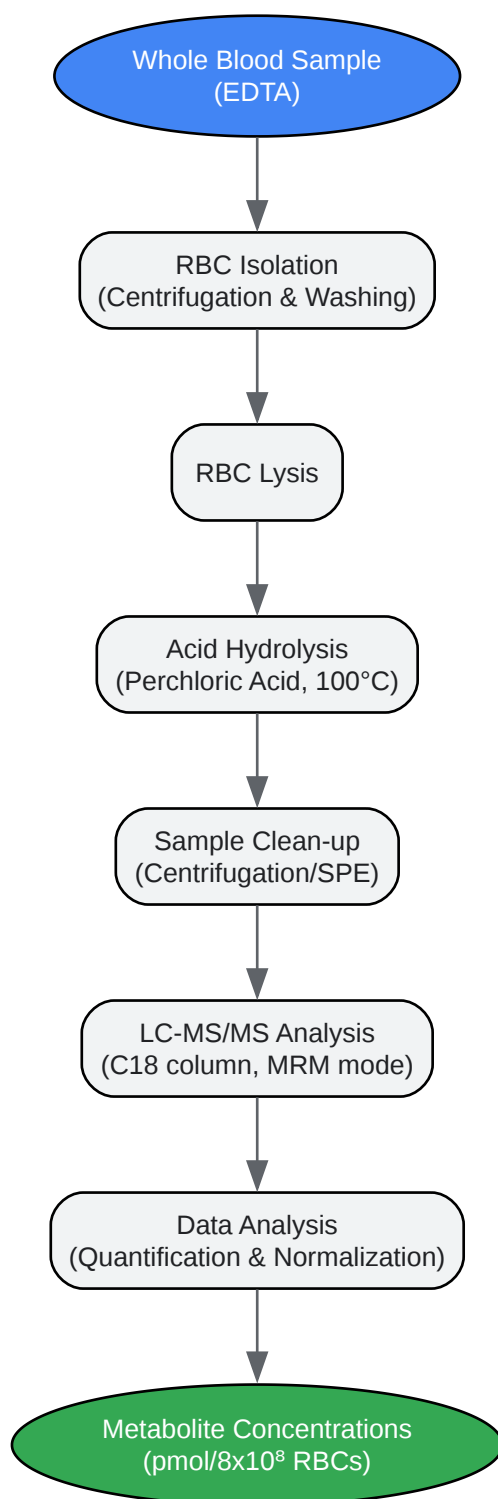 Whole Blood Sample
(EDTA)
RBC Isolation
(Centrifugation & Washing)
RBC Lysis
Acid Hydrolysis
(Perchloric Acid, 100°C)
Sample Clean-up
(Centrifugation/SPE)
LC-MS/MS Analysis
(C18 column, MRM mode)
Data Analysis
(Quantification & Normalization)
Metabolite Concentrations
(pmol/8x10⁸ RBCs)